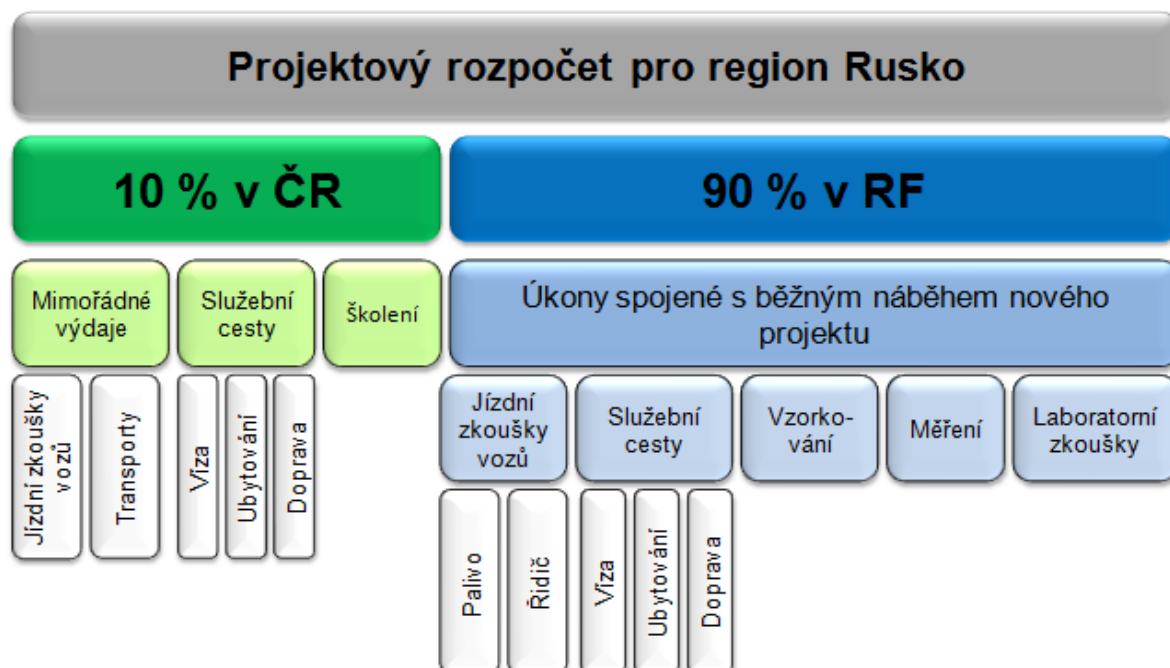 Projektový rozpočet pro region Rusko
10 % v ČR
90 % v RF
Mimořádné
výdaje
Služební
cesty
Školení
Úkony spojené s běžným náběhem nového
projektu
Jízdní zkoušky
vozů
Transporty
Víza
Ubytování
Doprava
Jízdní
zkoušky
vozů
Služební
cesty
Vzorko-
vání
Měření
Laboratorní
zkoušky
Palivo
Řidič
Víza
Ubytování
Doprava